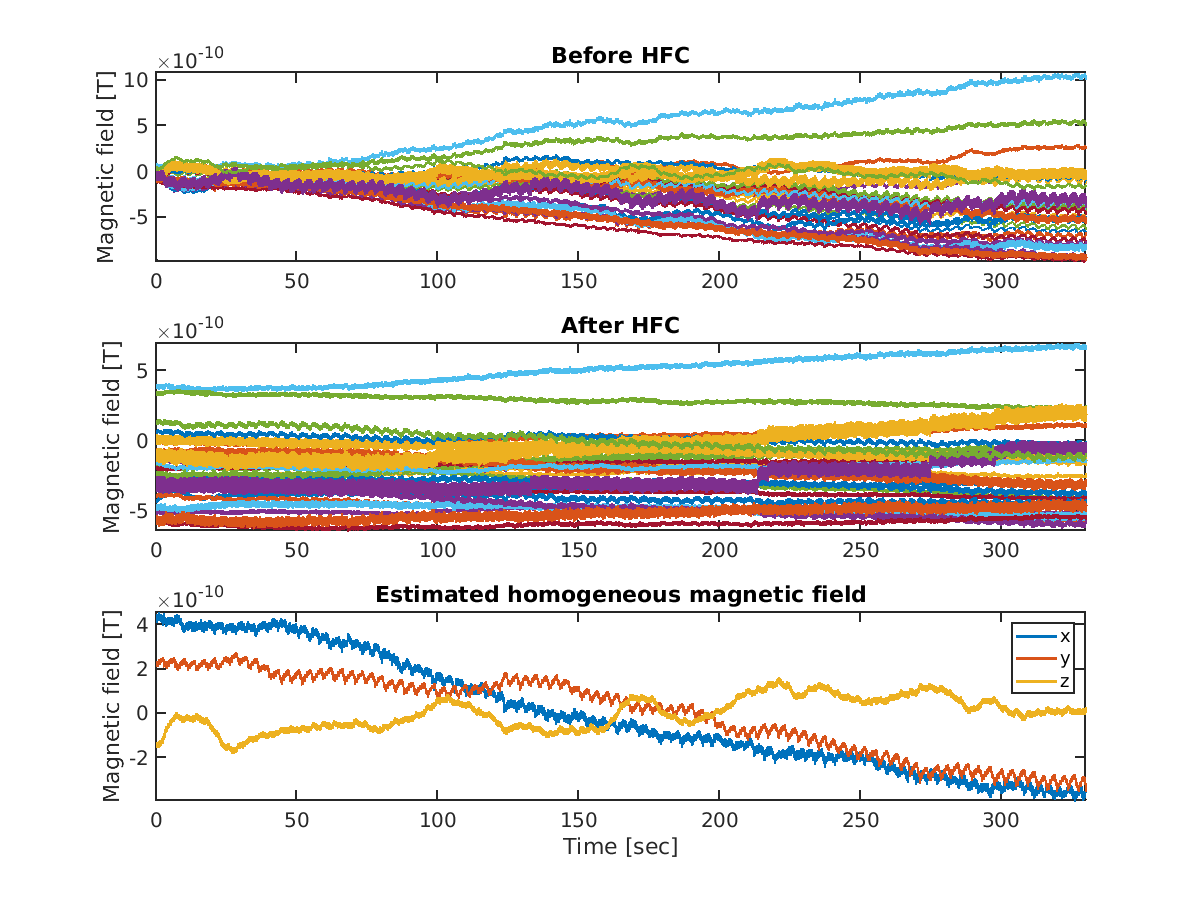 Before HFC
×10⁻¹⁰
Magnetic field [T]
10
5
0
-5
0 50 100 150 200 250 300
After HFC
×10⁻¹⁰
Magnetic field [T]
5
0
-5
0 50 100 150 200 250 300
Estimated homogeneous magnetic field
×10⁻¹⁰
Magnetic field [T]
4
2
0
-2
x
y
z
0 50 100 150 200 250 300
Time [sec]